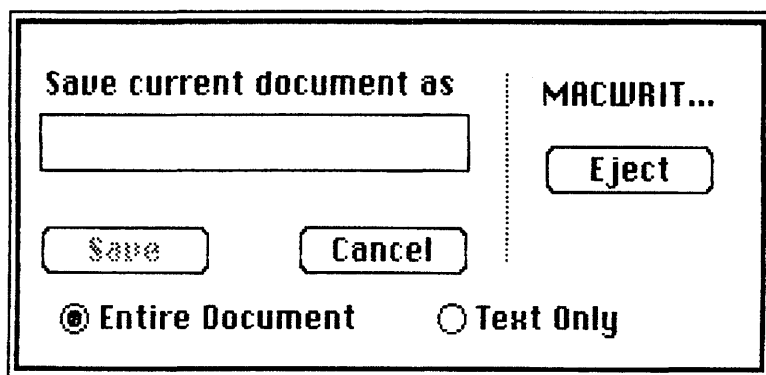 Save current document as
MACWRIT...
Eject
Save
Cancel
Entire Document
Text Only